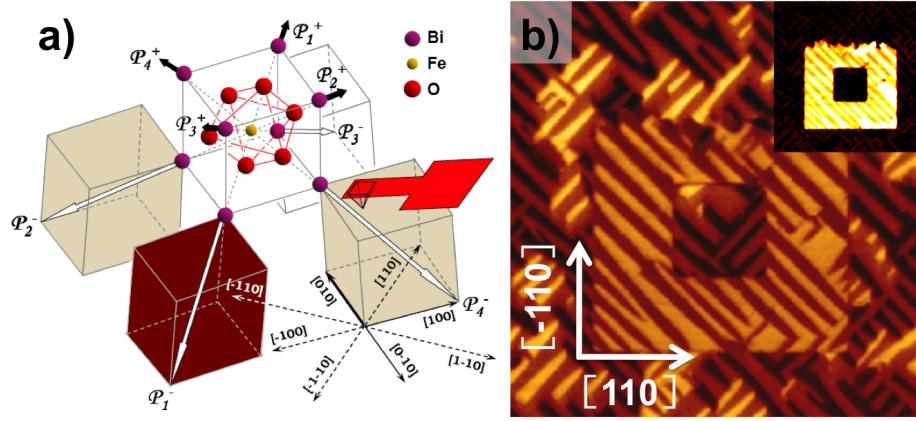 a)
Bi
Fe
O
𝒫₁⁺
𝒫₄⁺
𝒫₂⁺
𝒫₃⁺
𝒫₃⁻
𝒫₂⁻
𝒫₁⁻
𝒫₄⁻
[-110]
[010]
[110]
[-100]
[100]
[-1-10]
[0-10]
[1-10]
b)
[-110]
[110]